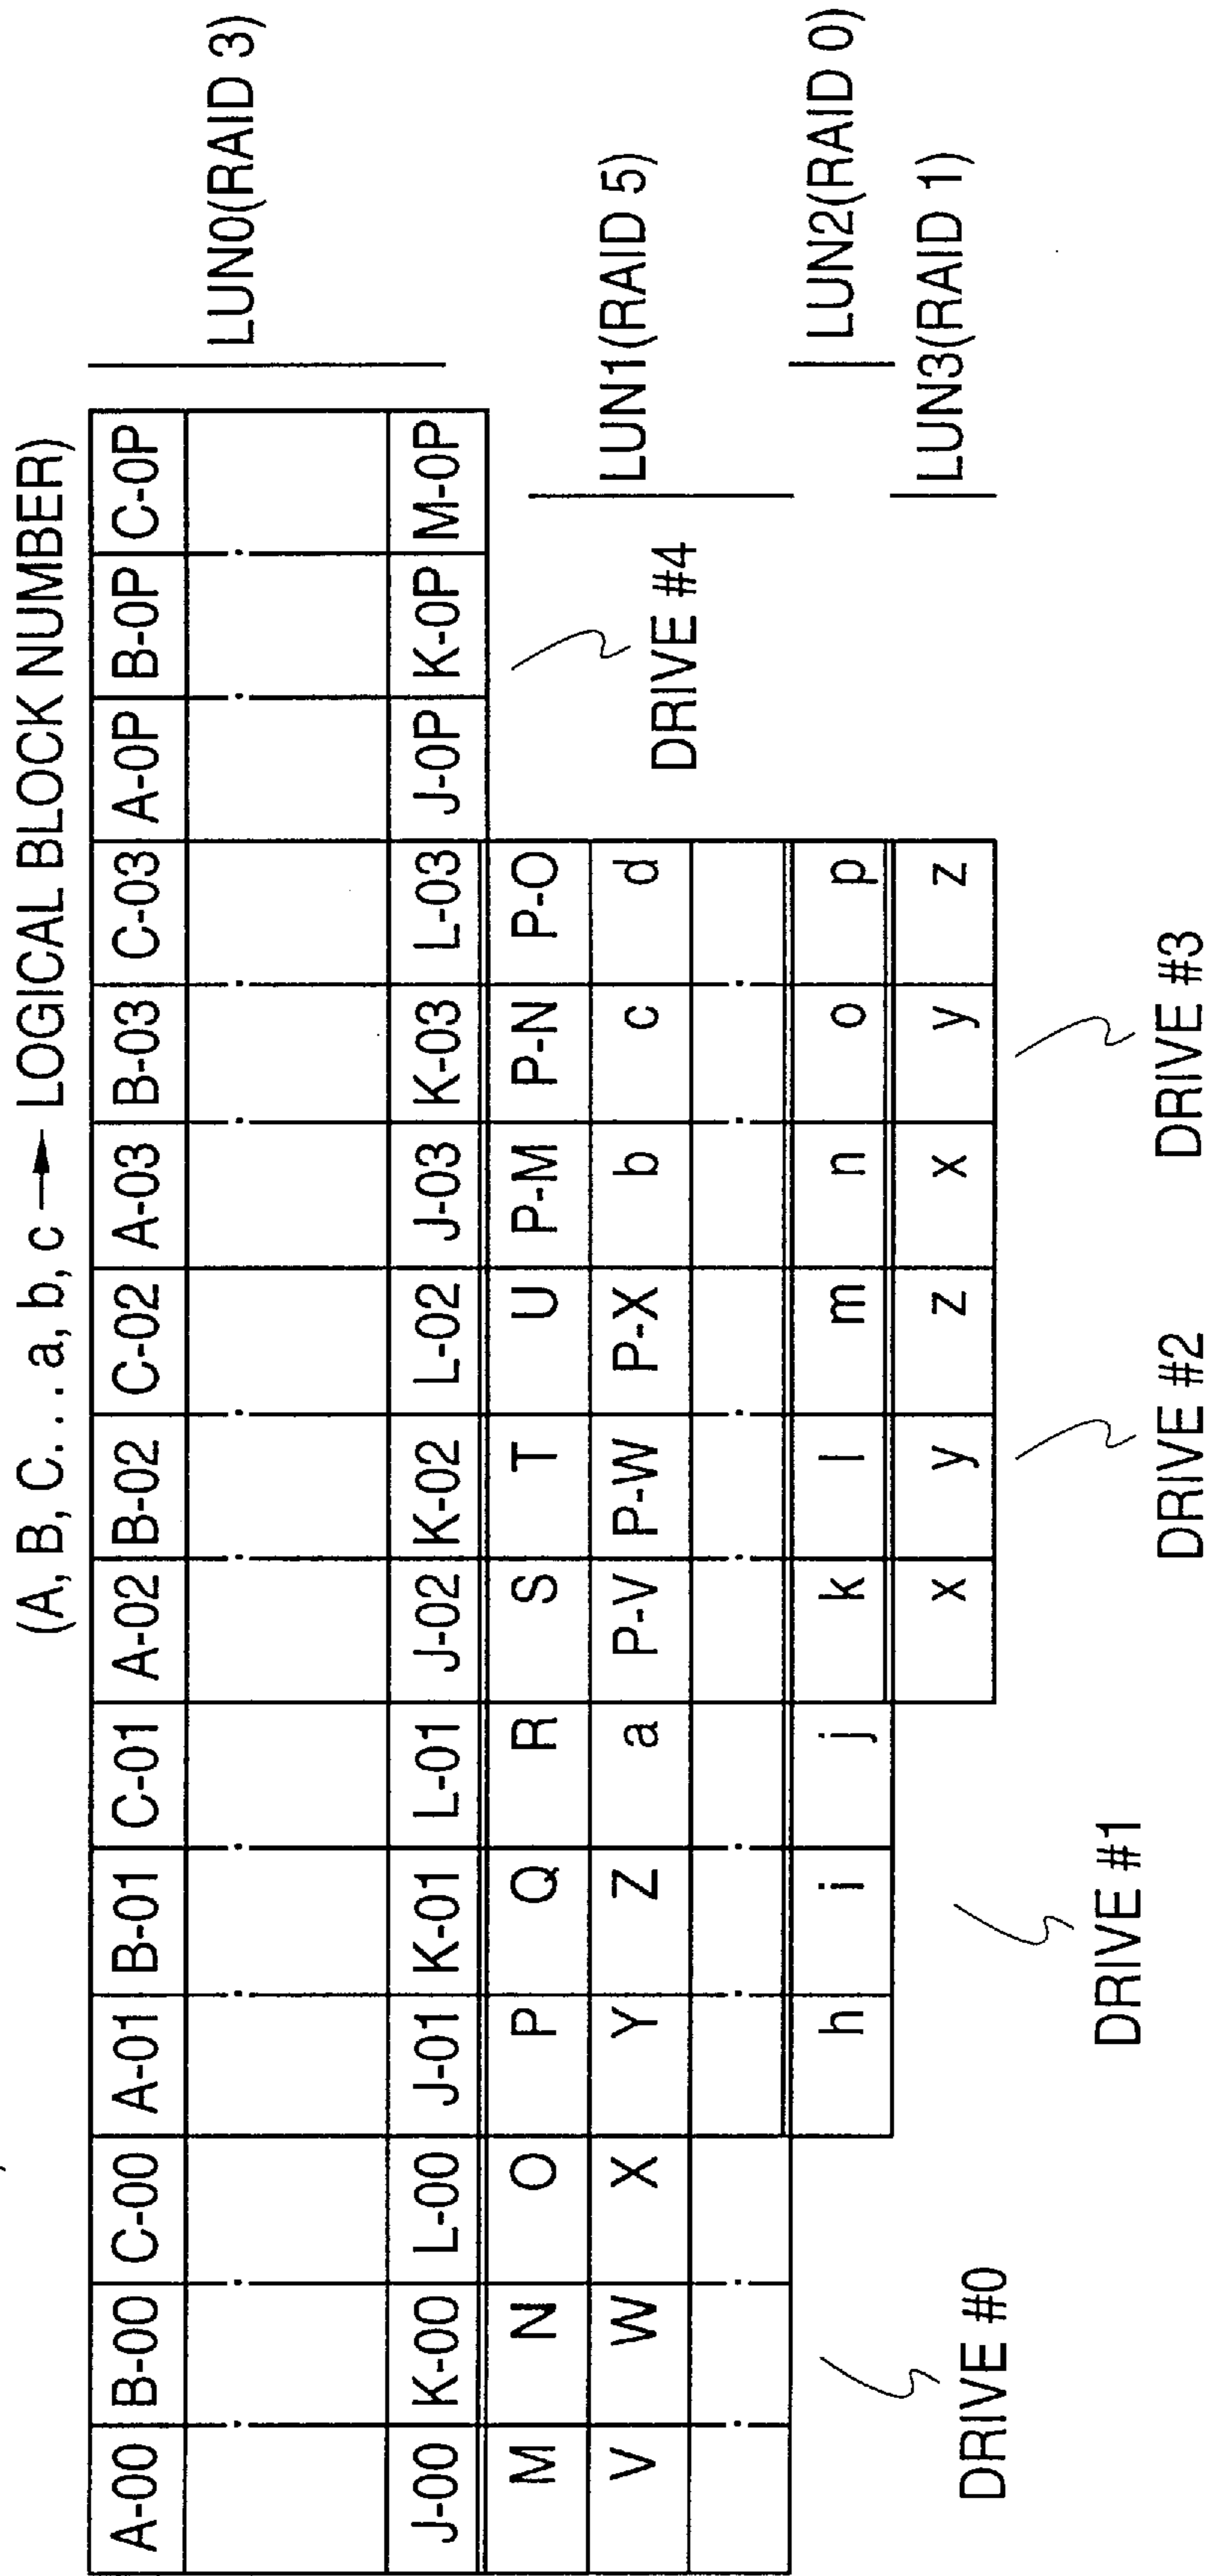 (A, B, C. . . a, b, c → LOGICAL BLOCK NUMBER)
A-00 B-00 C-00 A-01 B-01 C-01 A-02 B-02 C-02 A-03 B-03 C-03 A-0P B-0P C-0P
LUN0(RAID 3)
J-00 K-00 L-00 J-01 K-01 L-01 J-02 K-02 L-02 J-03 K-03 L-03 J-0P K-0P M-0P
M N O P Q R S T U P-M P-N P-O
V W X Y Z a P-V P-W P-X b c d
LUN1(RAID 5)
h i j k l m n o p
LUN2(RAID 0)
x y z x y z
LUN3(RAID 1)
DRIVE #0
DRIVE #1
DRIVE #2
DRIVE #3
DRIVE #4